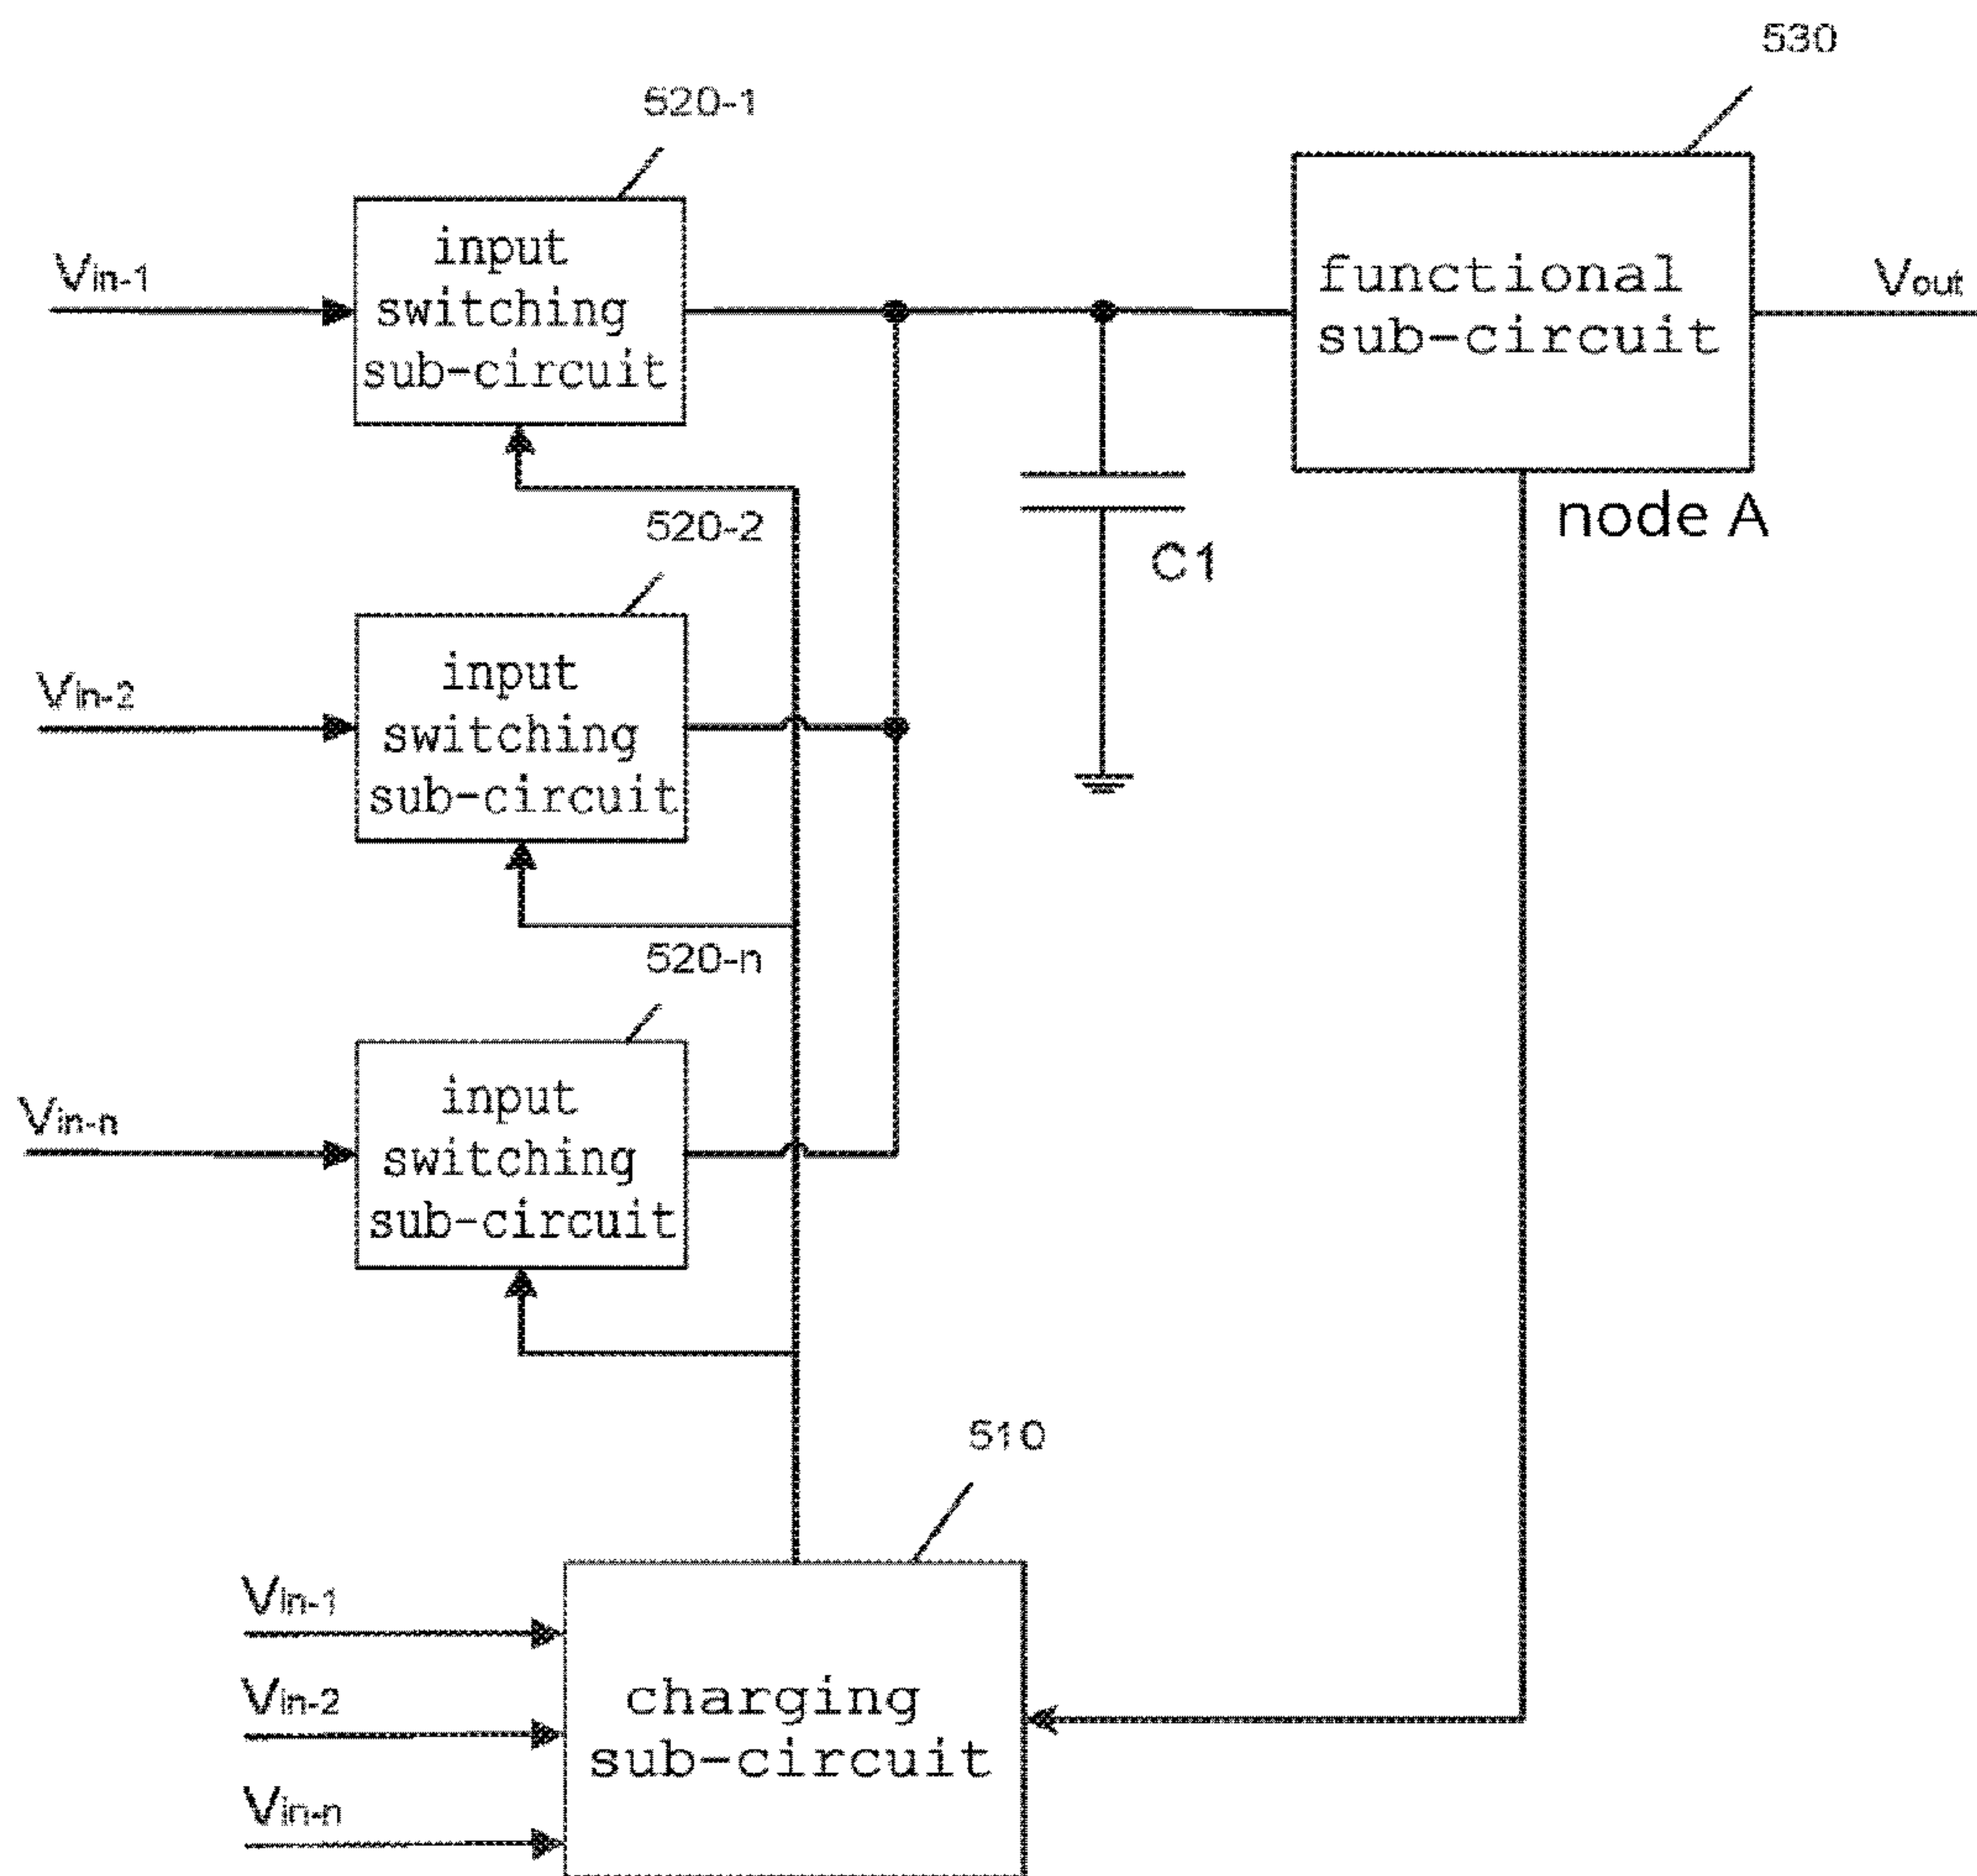 530
520-1
input
switching
sub-circuit
Vin-1
functional
sub-circuit
Vout
node A
520-2
C1
input
switching
sub-circuit
Vin-2
520-n
input
switching
sub-circuit
Vin-n
510
Vin-1
Vin-2
Vin-n
charging
sub-circuit